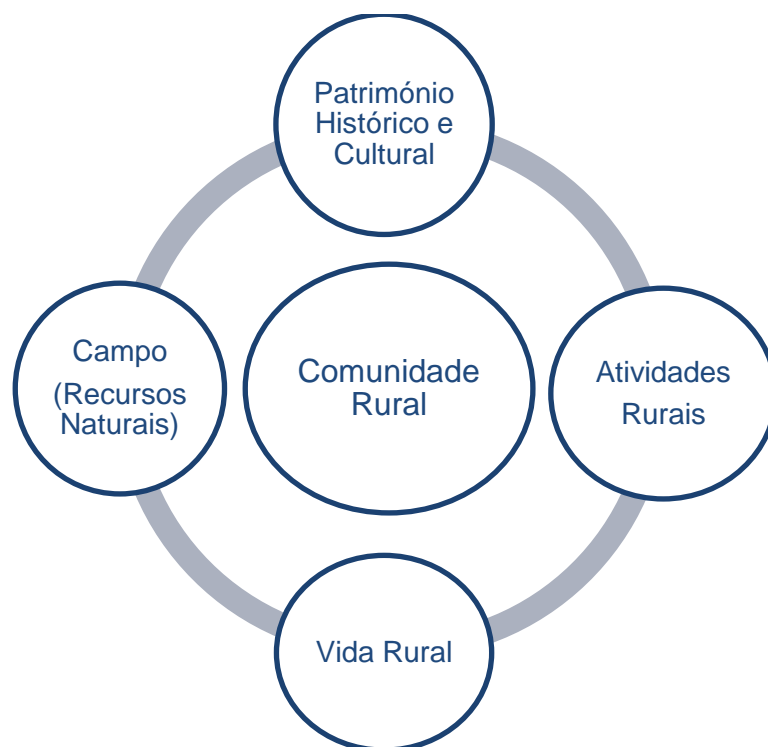 Património
Histórico e
Cultural
Campo
(Recursos
Naturais)
Comunidade
Rural
Atividades
Rurais
Vida Rural